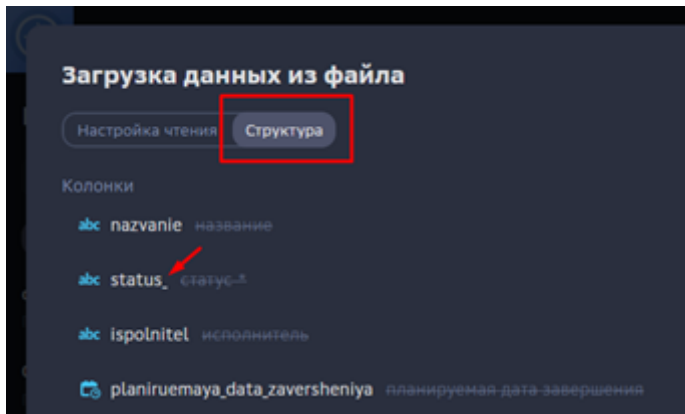 Загрузка данных из файла
Настройка чтения Структура
Колонки
abc nazvanie название
abc status_ статус *
abc ispolnitel исполнитель
planiruemaya_data_zaversheniya планируемая дата завершения